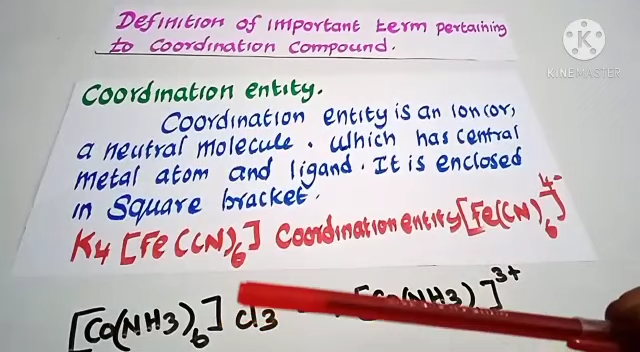 Definition of important term pertaining
to Coordination Compound.
KINEMASTER
Coordination entity.
Coordination entity is an ion (or,
a neutral molecule. Which has central
metal atom and ligand. It is enclosed
in Square bracket.
K4 [Fe(CN)6] Coordination entity [Fe(CN)6]4-
[Co(NH3)6] Cl3 [Co(NH3)]3+